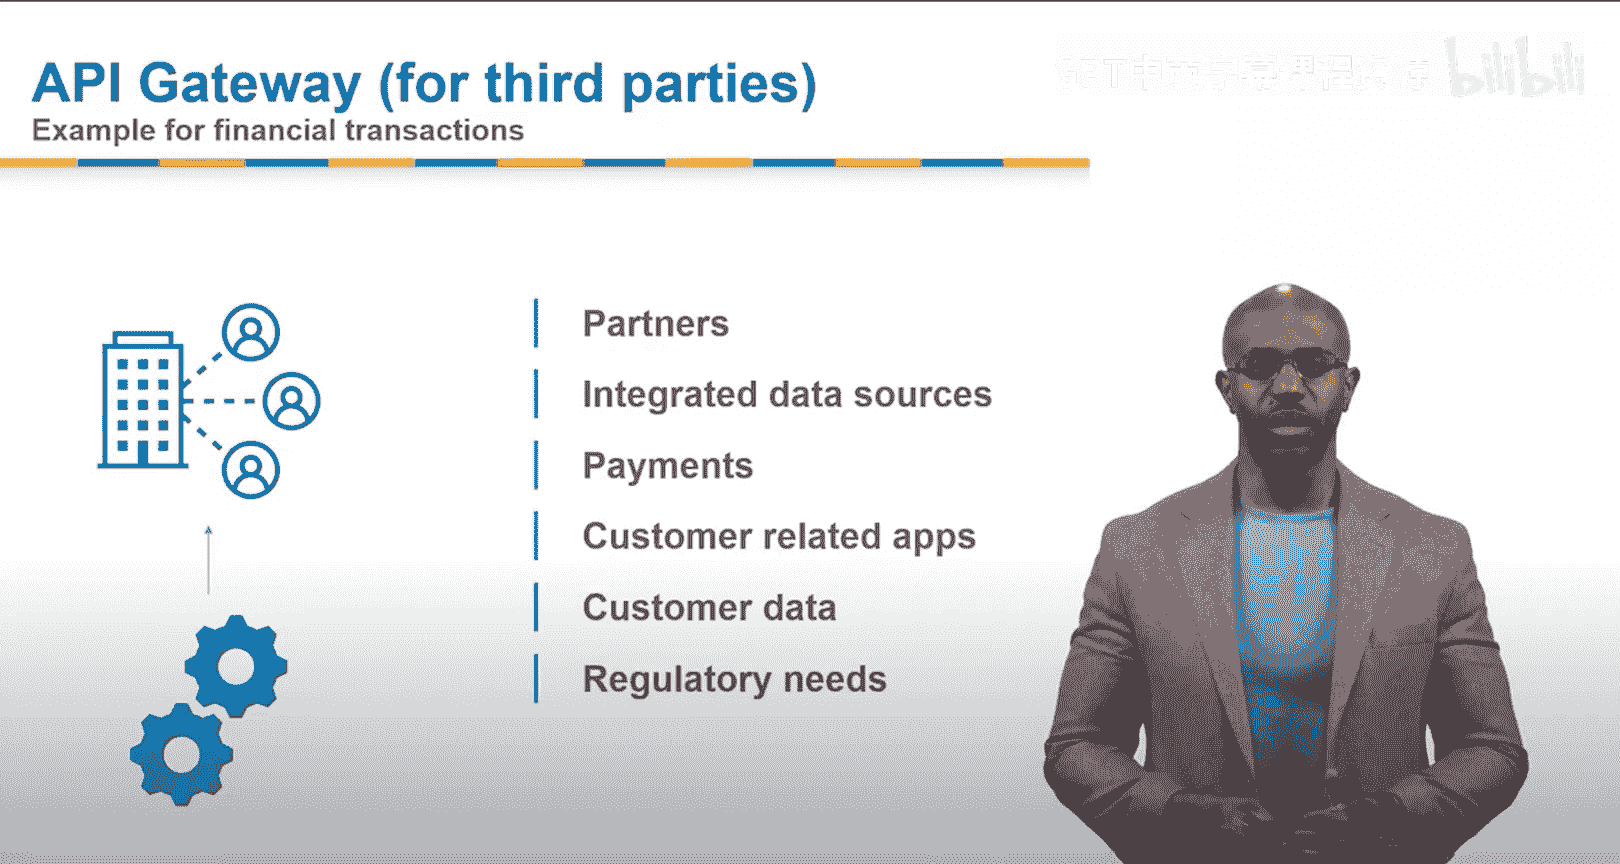 API Gateway (for third parties)
Example for financial transactions
bilibili
Partners
Integrated data sources
Payments
Customer related apps
Customer data
Regulatory needs